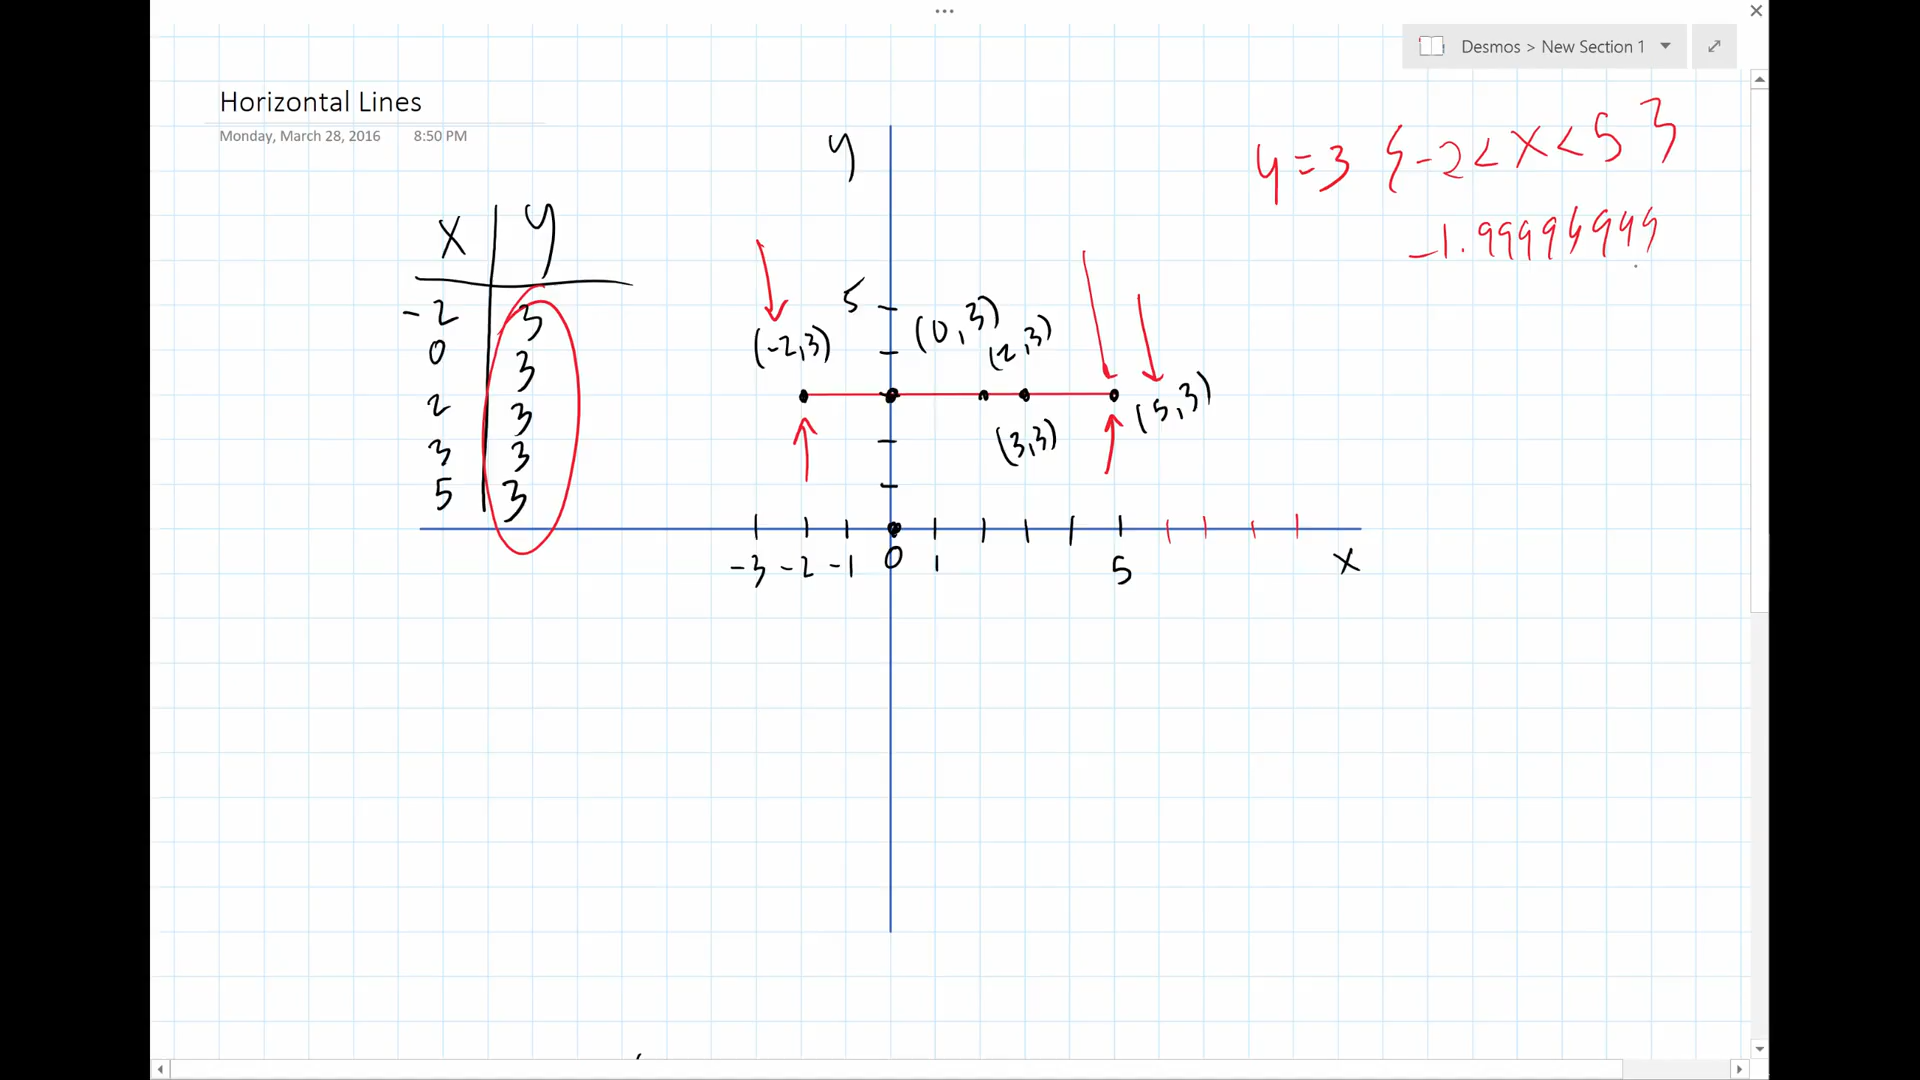 Desmos > New Section 1
Horizontal Lines
Monday, March 28, 2016 8:50 PM
y=3 {-2<x<5}
-1.99999999
y
x y
-2 3
0 3
2 3
3 3
5 3
5
(-2,3) (0,3) (2,3)
(3,3) (5,3)
-3 -2 -1 0 1 5 x